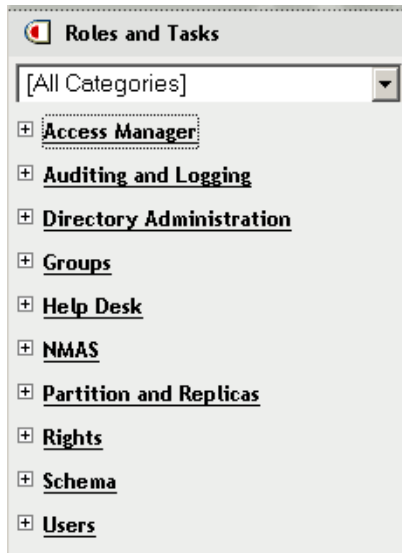 Roles and Tasks
[All Categories]
Access Manager
Auditing and Logging
Directory Administration
Groups
Help Desk
NMAS
Partition and Replicas
Rights
Schema
Users